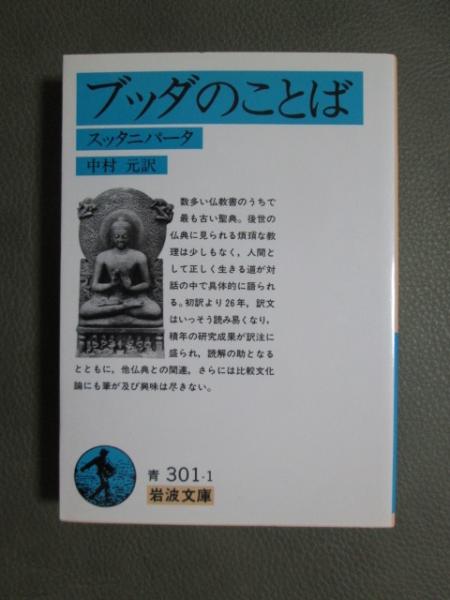 ブッダのことば
スッタニパータ
中村 元訳
数多い仏教書のうちで
最も古い聖典。後世の
仏典に見られる煩瑣な教
理は少しもなく，人間と
して正しく生きる道が対
話の中で具体的に語られ
る。初訳より26年，訳文
はいっそう読み易くなり，
積年の研究成果が訳注に
盛られ，読解の助となる
とともに，他仏典との関連，さらには比較文化
論にも筆が及び興味は尽きない。
青 301-1
岩波文庫